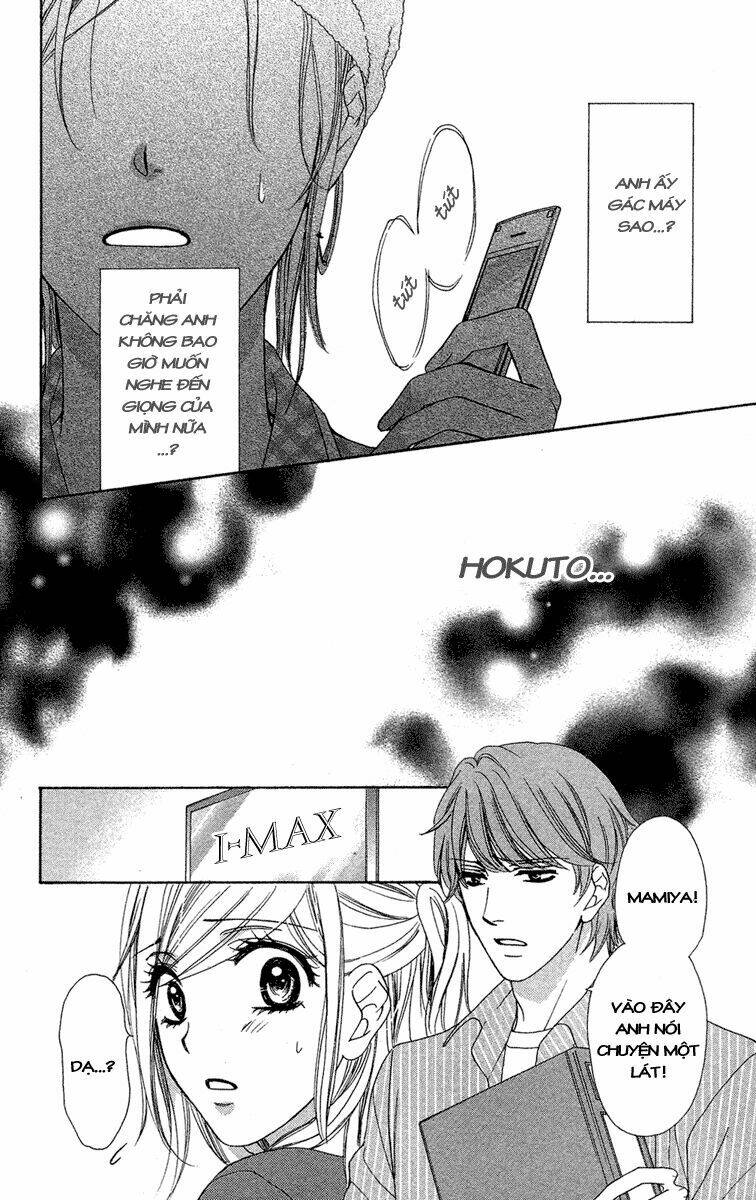 ANH ẤY
GÁC MÁY
SAO...?
tút
tút
PHẢI
CHĂNG ANH
KHÔNG BAO
GIỜ MUỐN
NGHE ĐẾN
GIỌNG CỦA
MÌNH NỮA
...?
HOKUTO...
I-MAX
MAMIYA!
VÀO ĐÂY
ANH NÓI
CHUYỆN MỘT
LÁT!
DẠ...?